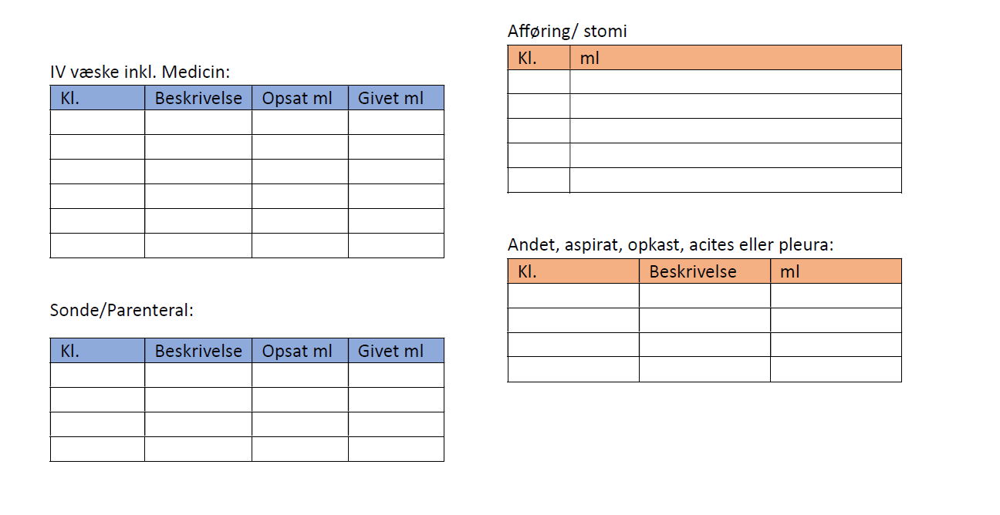 IV væske inkl. Medicin:
Kl. Beskrivelse Opsat ml Givet ml
Sonde/Parenteral:
Kl. Beskrivelse Opsat ml Givet ml
Afføring/ stomi
Kl. ml
Andet, aspirat, opkast, acites eller pleura:
Kl. Beskrivelse ml